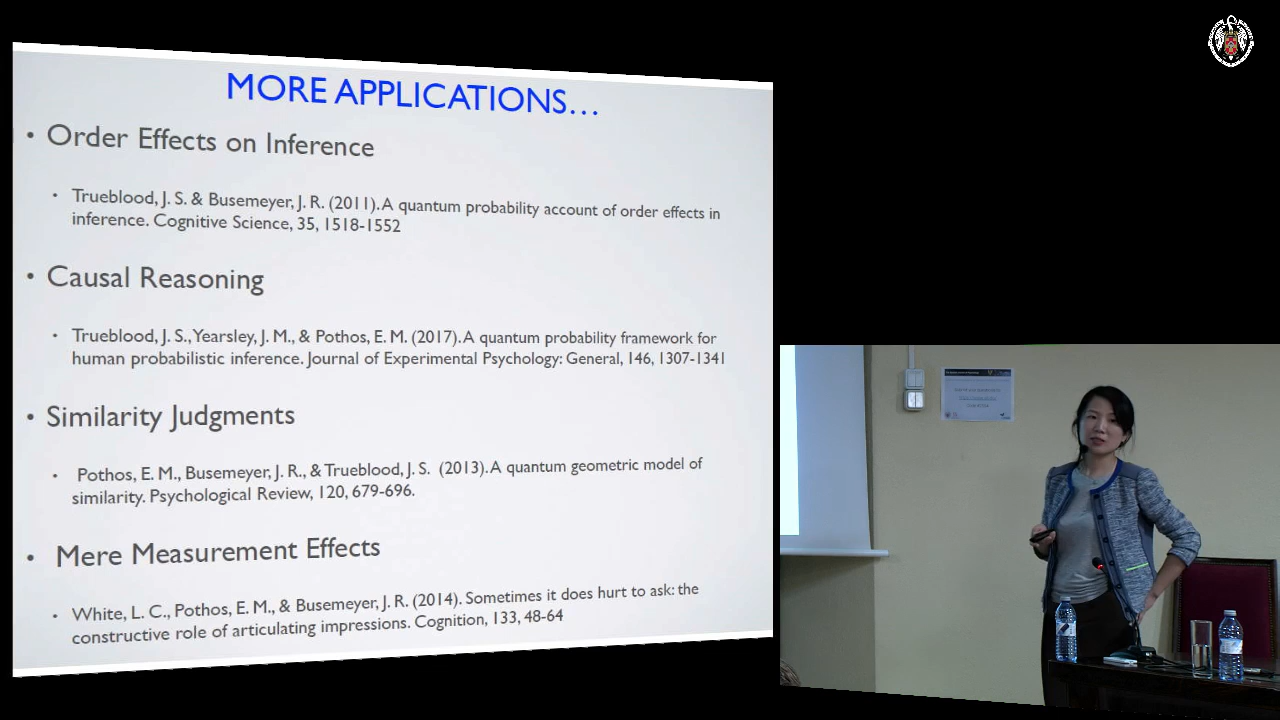 MORE APPLICATIONS...
• Order Effects on Inference
• Trueblood, J. S. & Busemeyer, J. R. (2011). A quantum probability account of order effects in
inference. Cognitive Science, 35, 1518-1552
• Causal Reasoning
• Trueblood, J. S., Yearsley, J. M., & Pothos, E. M. (2017). A quantum probability framework for
human probabilistic inference. Journal of Experimental Psychology: General, 146, 1307-1341
• Similarity Judgments
• Pothos, E. M., Busemeyer, J. R., & Trueblood, J. S. (2013). A quantum geometric model of
similarity. Psychological Review, 120, 679-696.
• Mere Measurement Effects
• White, L. C., Pothos, E. M., & Busemeyer, J. R. (2014). Sometimes it does hurt to ask: the
constructive role of articulating impressions. Cognition, 133, 48-64